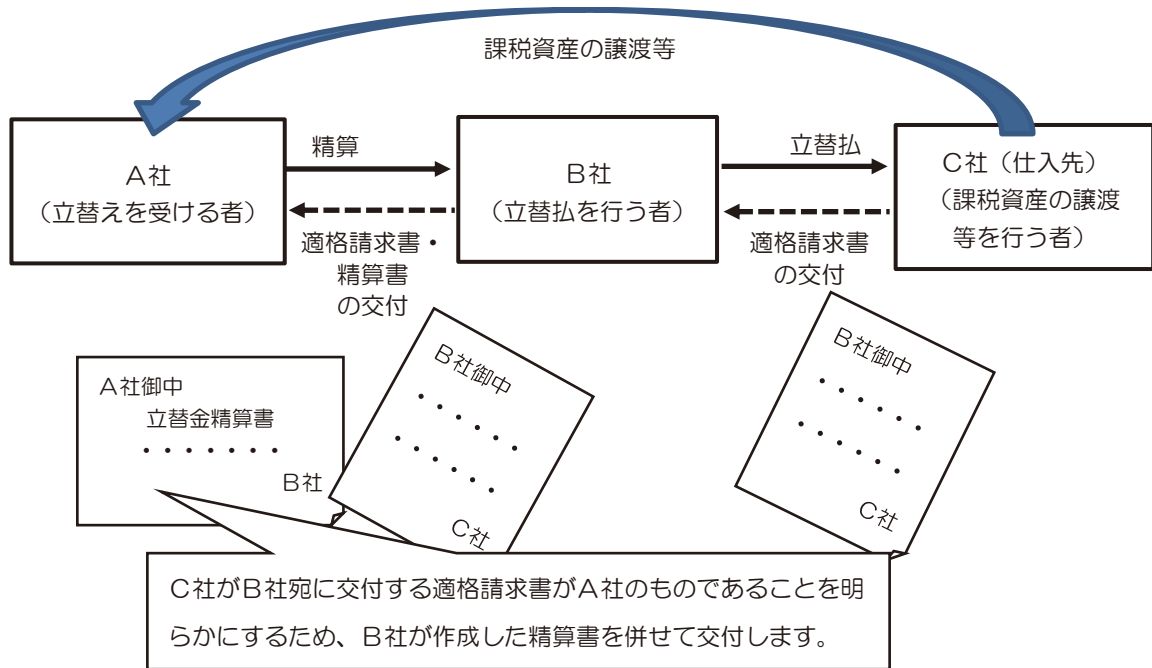 課税資産の譲渡等
A社
（立替えを受ける者）
精算
適格請求書・
精算書
の交付
B社
（立替払を行う者）
立替払
適格請求書
の交付
C社（仕入先）
（課税資産の譲渡
等を行う者）
A社御中
立替金精算書
・・・・・・・
B社
B社御中
・・・・・・
・・・・・・
C社
B社御中
・・・・・・
・・・・・・
C社
C社がB社宛に交付する適格請求書がA社のものであることを明
らかにするため、B社が作成した精算書を併せて交付します。